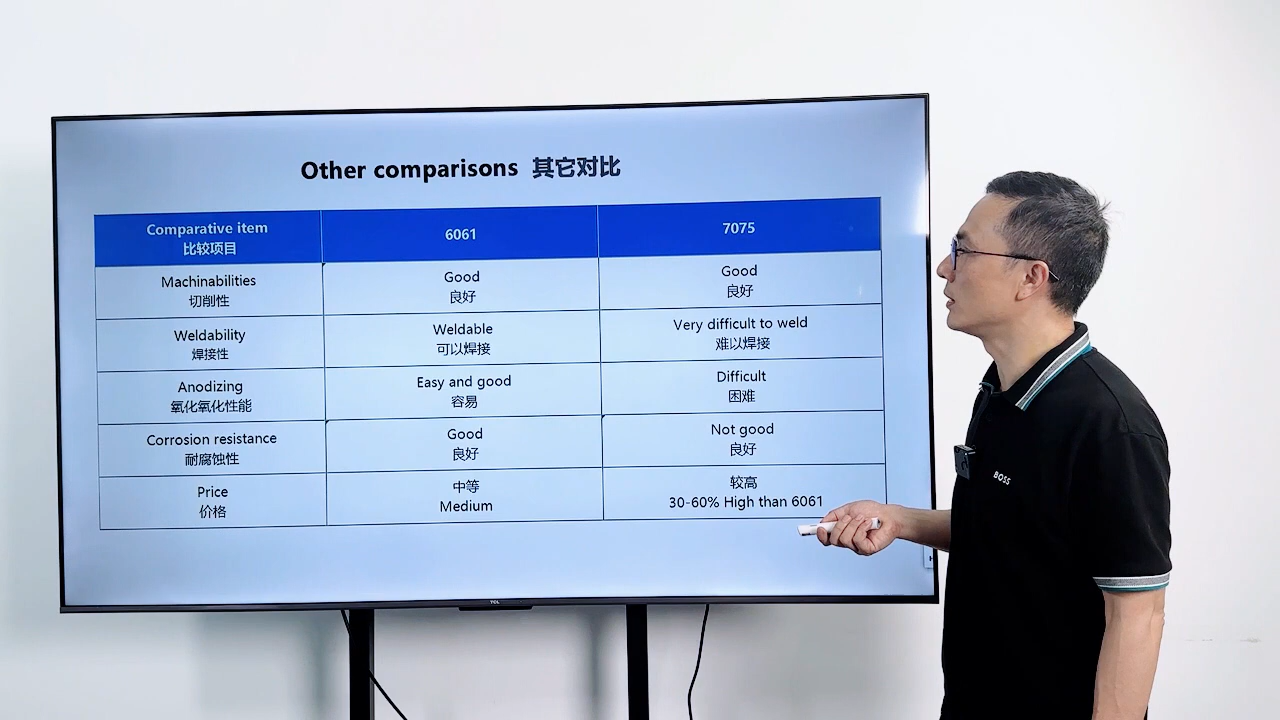 Other comparisons 其它对比
Comparative item
比较项目
6061
7075
Machinabilities
切削性
Good
良好
Good
良好
Weldability
焊接性
Weldable
可以焊接
Very difficult to weld
难以焊接
Anodizing
氧化氧化性能
Easy and good
容易
Difficult
困难
Corrosion resistance
耐腐蚀性
Good
良好
Not good
良好
Price
价格
中等
Medium
较高
30-60% High than 6061
TCL
BOSS